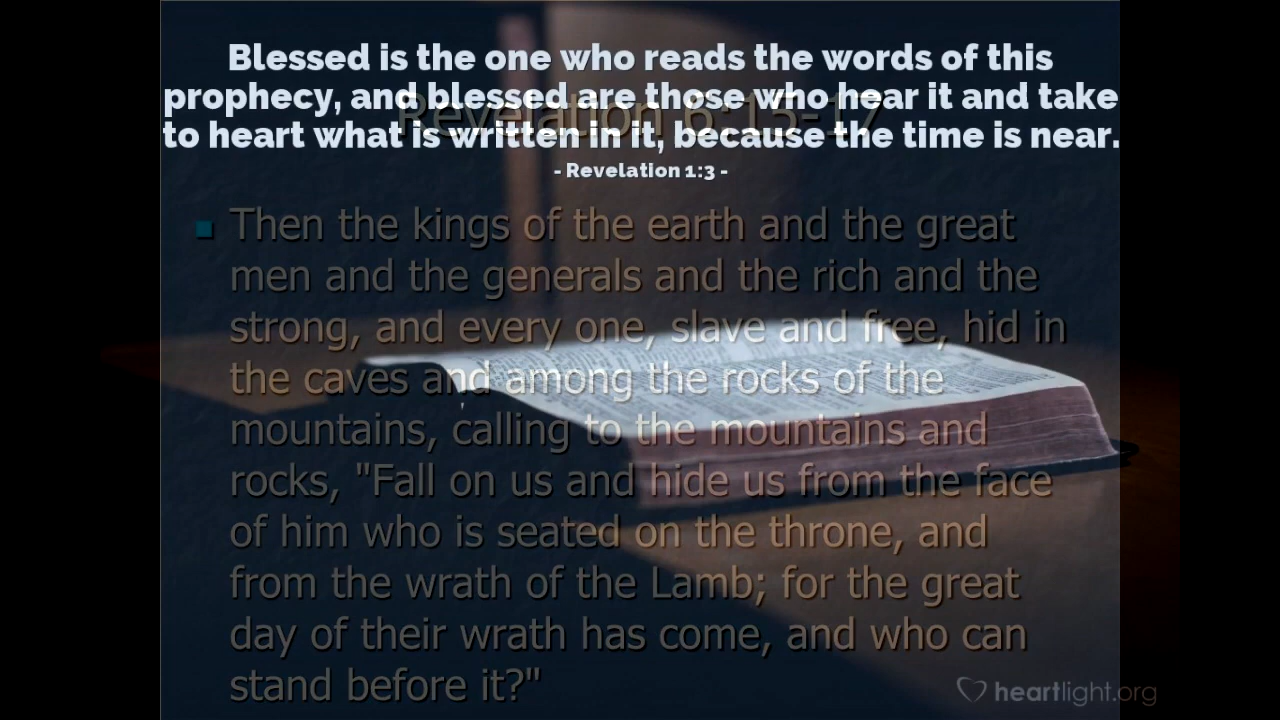 Blessed is the one who reads the words of this
prophecy, and blessed are those who hear it and take
to heart what is written in it, because the time is near.
- Revelation 1:3 -
Revelation 6:15-17
Then the kings of the earth and the great
men and the generals and the rich and the
strong, and every one, slave and free, hid in
the caves and among the rocks of the
mountains, calling to the mountains and
rocks, "Fall on us and hide us from the face
of him who is seated on the throne, and
from the wrath of the Lamb; for the great
day of their wrath has come, and who can
stand before it?"
heartlight.org